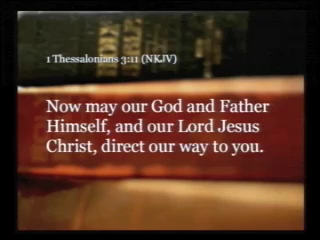 1 Thessalonians 3:11 (NKJV)
Now may our God and Father
Himself, and our Lord Jesus
Christ, direct our way to you.